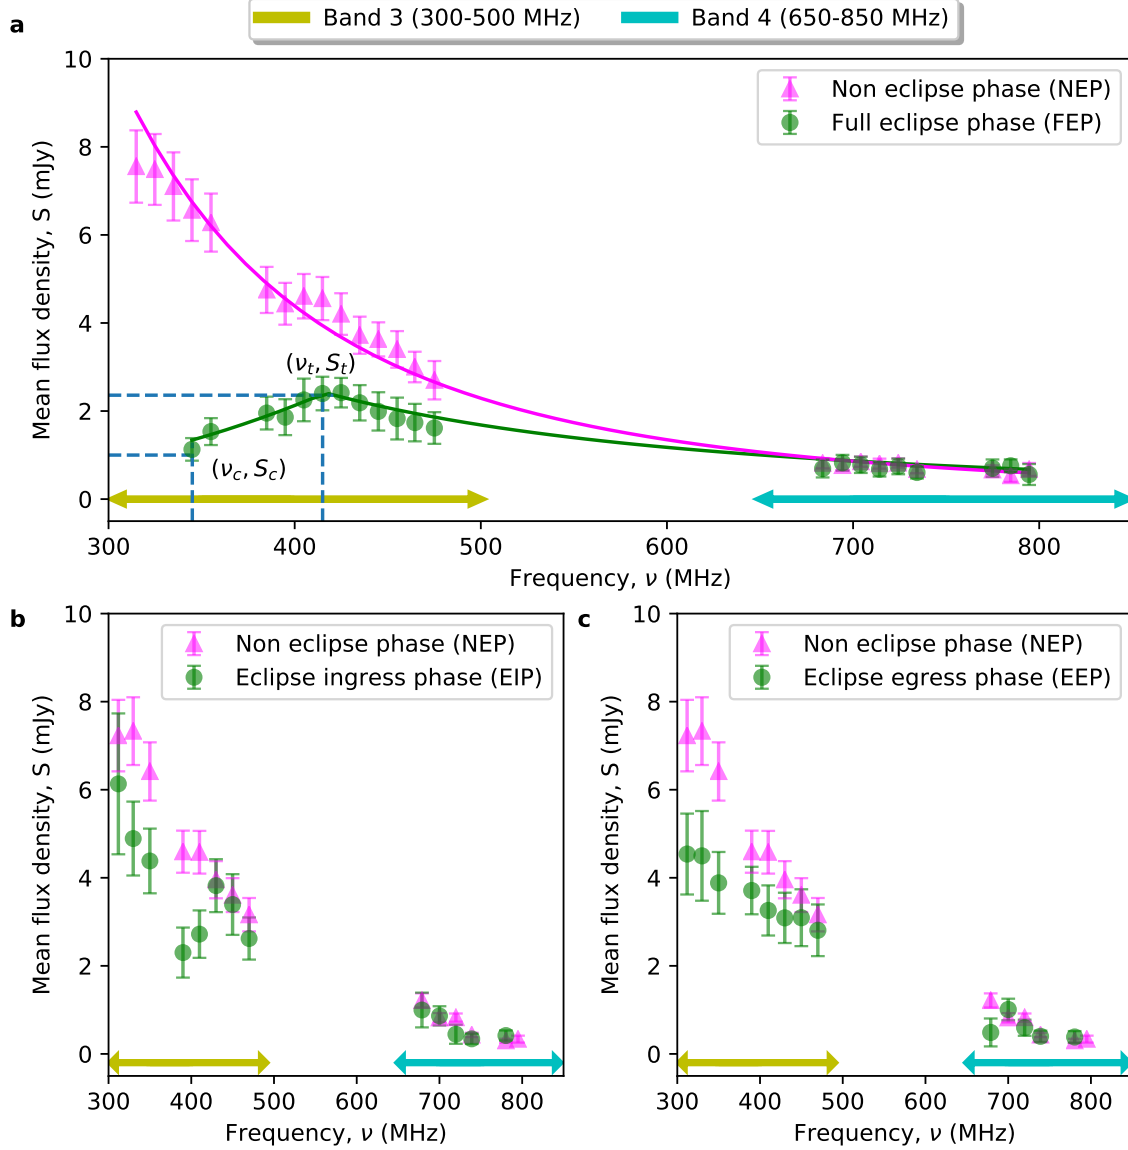 Band 3 (300-500 MHz)
Band 4 (650-850 MHz)
a
Non eclipse phase (NEP)
Full eclipse phase (FEP)
10
8
6
4
2
0
Mean flux density, S (mJy)
(νt, St)
(νc, Sc)
300
400
500
600
700
800
Frequency, ν (MHz)
b
Non eclipse phase (NEP)
Eclipse ingress phase (EIP)
10
8
6
4
2
0
Mean flux density, S (mJy)
300
400
500
600
700
800
Frequency, ν (MHz)
c
Non eclipse phase (NEP)
Eclipse egress phase (EEP)
10
8
6
4
2
0
Mean flux density, S (mJy)
300
400
500
600
700
800
Frequency, ν (MHz)